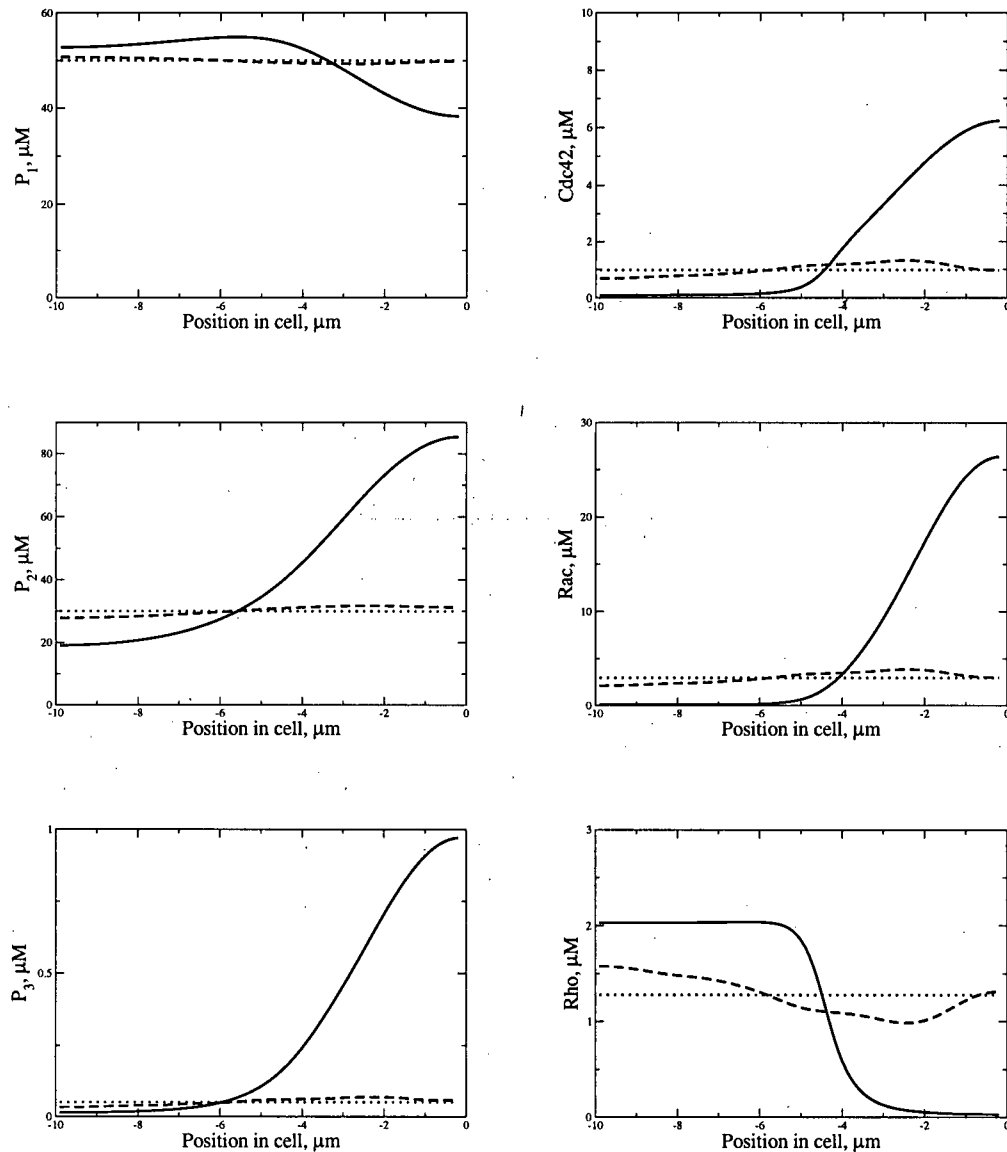 60
40
20
0
P1, μM
-10 -8 -6 -4 -2 0
Position in cell, μm
10
8
6
4
2
0
Cdc42, μM
-10 -8 -6 -4 -2 0
Position in cell, μm
80
60
40
20
0
P2, μM
-10 -8 -6 -4 -2 0
Position in cell, μm
30
20
10
0
Rac, μM
-10 -8 -6 -4 -2 0
Position in cell, μm
1
0.5
0
P3, μM
-10 -8 -6 -4 -2 0
Position in cell, μm
3
2
1
0
Rho, μM
-10 -8 -6 -4 -2 0
Position in cell, μm